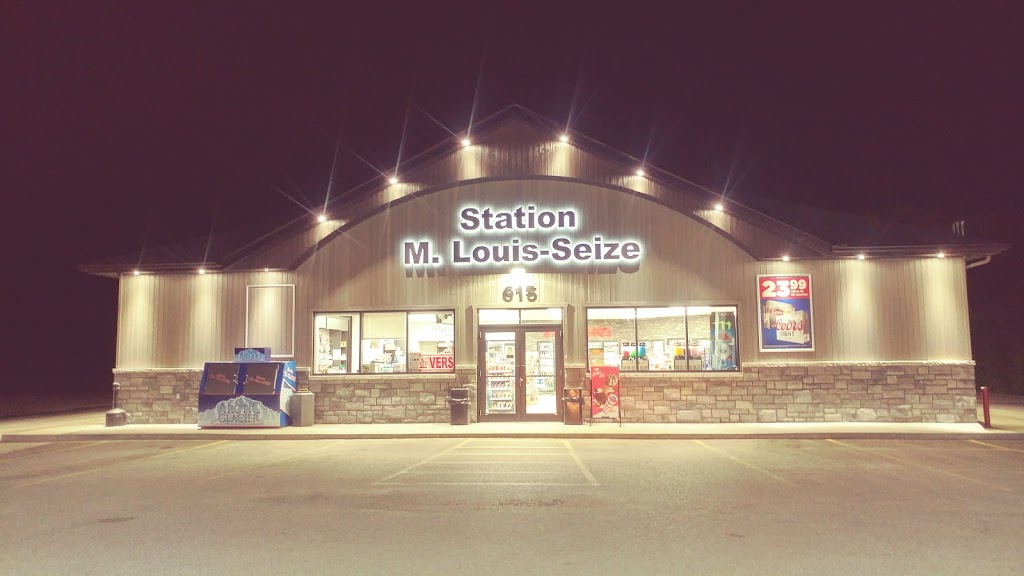 Station
M. Louis-Seize
615
23.99
Coors
LIGHT
VERS
ARCTIC
GLACIER